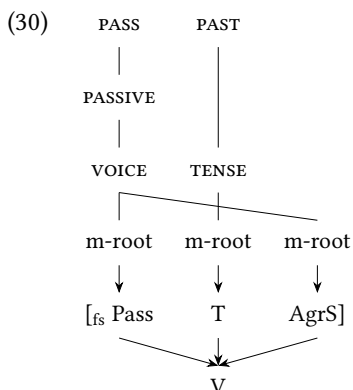 (30) PASS PAST
PASSIVE
VOICE TENSE
m-root m-root m-root
[fs Pass T AgrS]
V